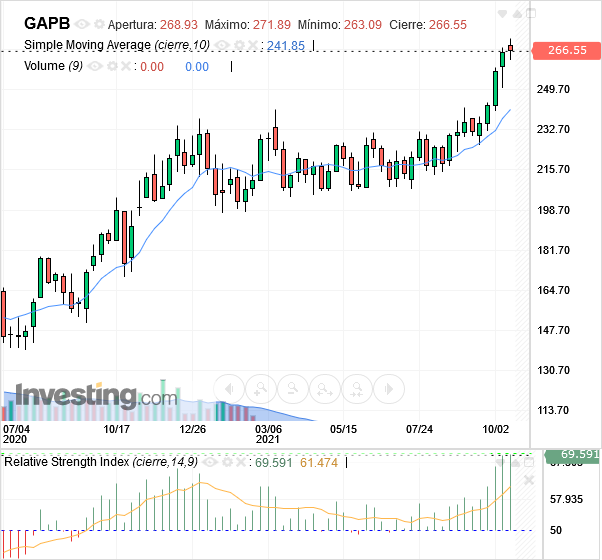 GAPB Apertura: 268.93 Máximo: 271.89 Mínimo: 263.09 Cierre: 266.55
Simple Moving Average (cierre,10) : 241.85
266.55
Volume (9) : 0.00 0.00
249.70
232.70
215.70
198.70
181.70
164.70
147.70
130.70
Investing.com
113.70
07/04 10/17 12/26 03/06 05/15 07/24 10/02
2020 2021
Relative Strength Index (cierre,14,9) : 69.591 61.474
69.591
57.935
50